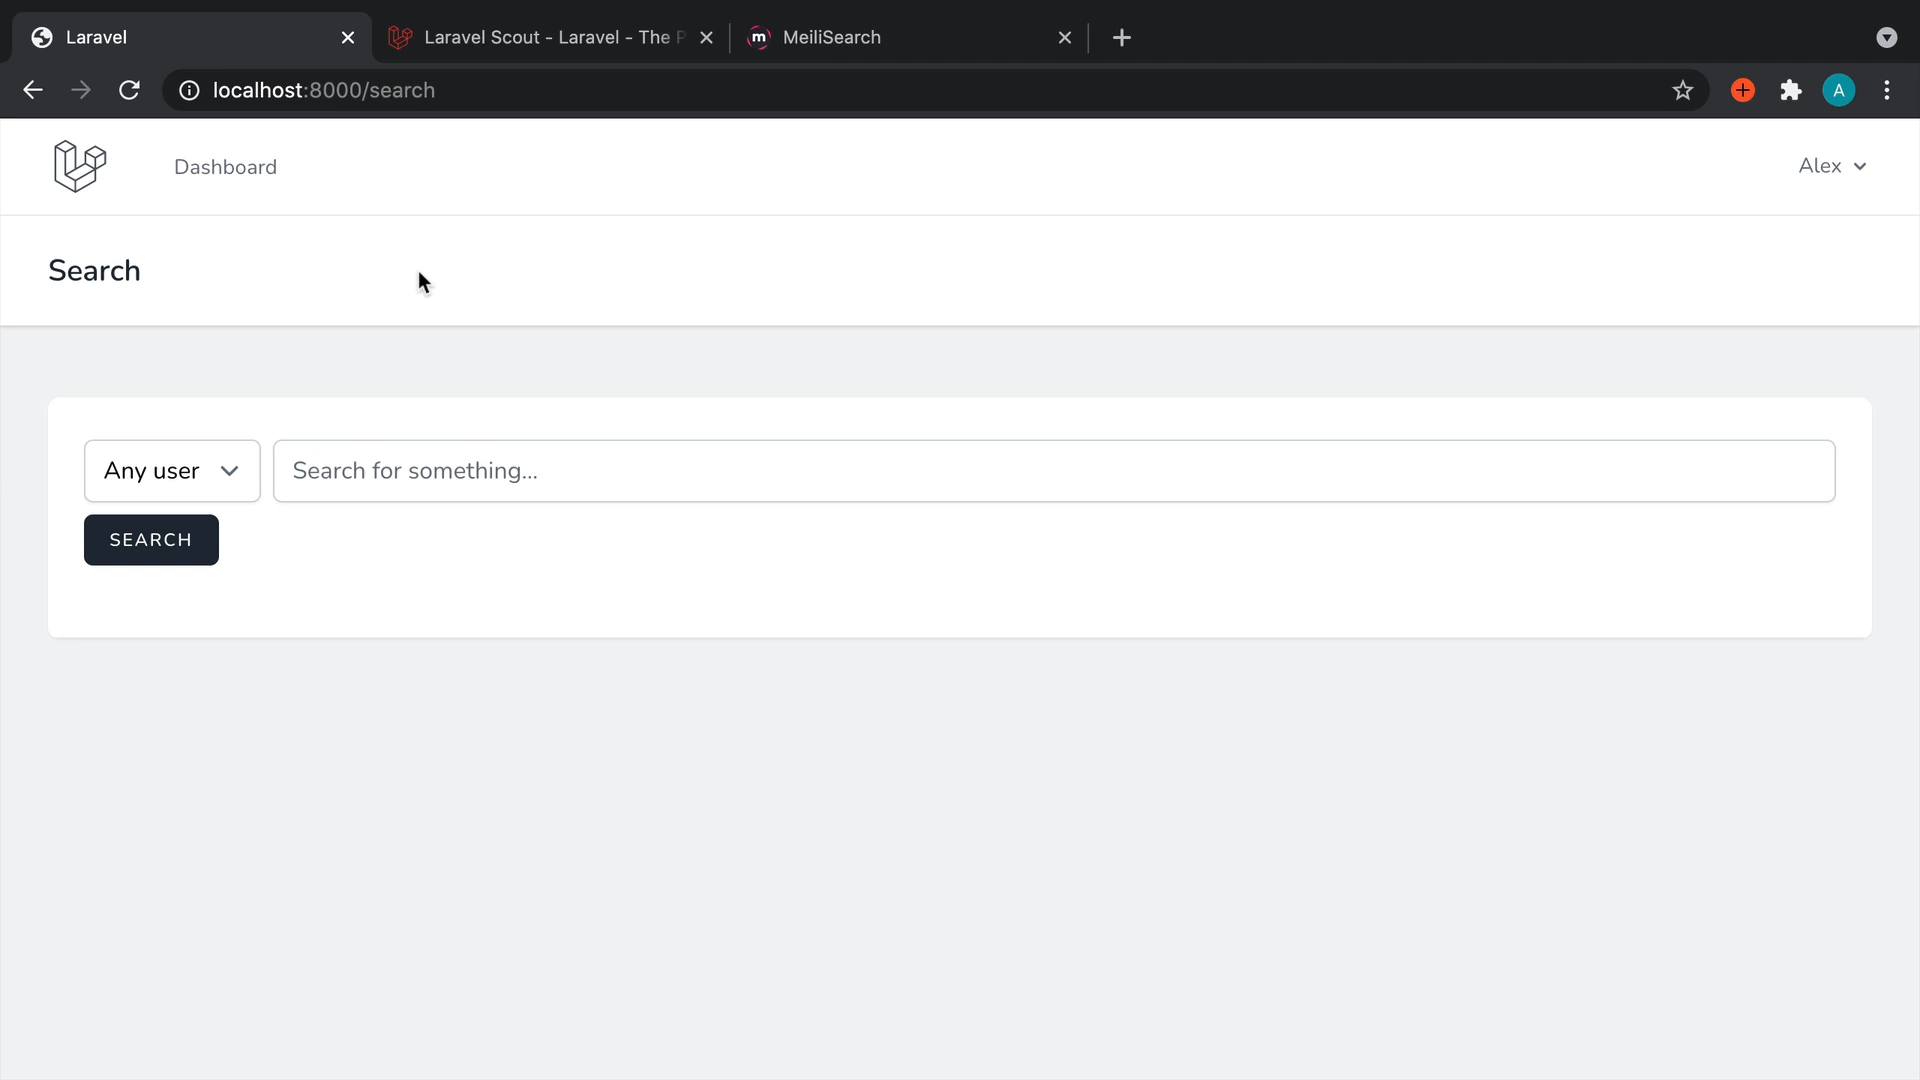 Laravel
Laravel Scout - Laravel - The P
MeiliSearch
localhost:8000/search
A
Dashboard
Alex
Search
Any user
Search for something...
SEARCH